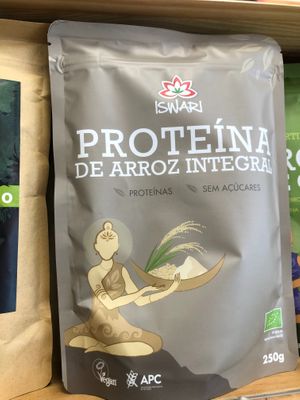 ISWARI
PROTEÍNA
DE ARROZ INTEGRAL
PROTEÍNAS
SEM AÇÚCARES
Vegan
APC
250g